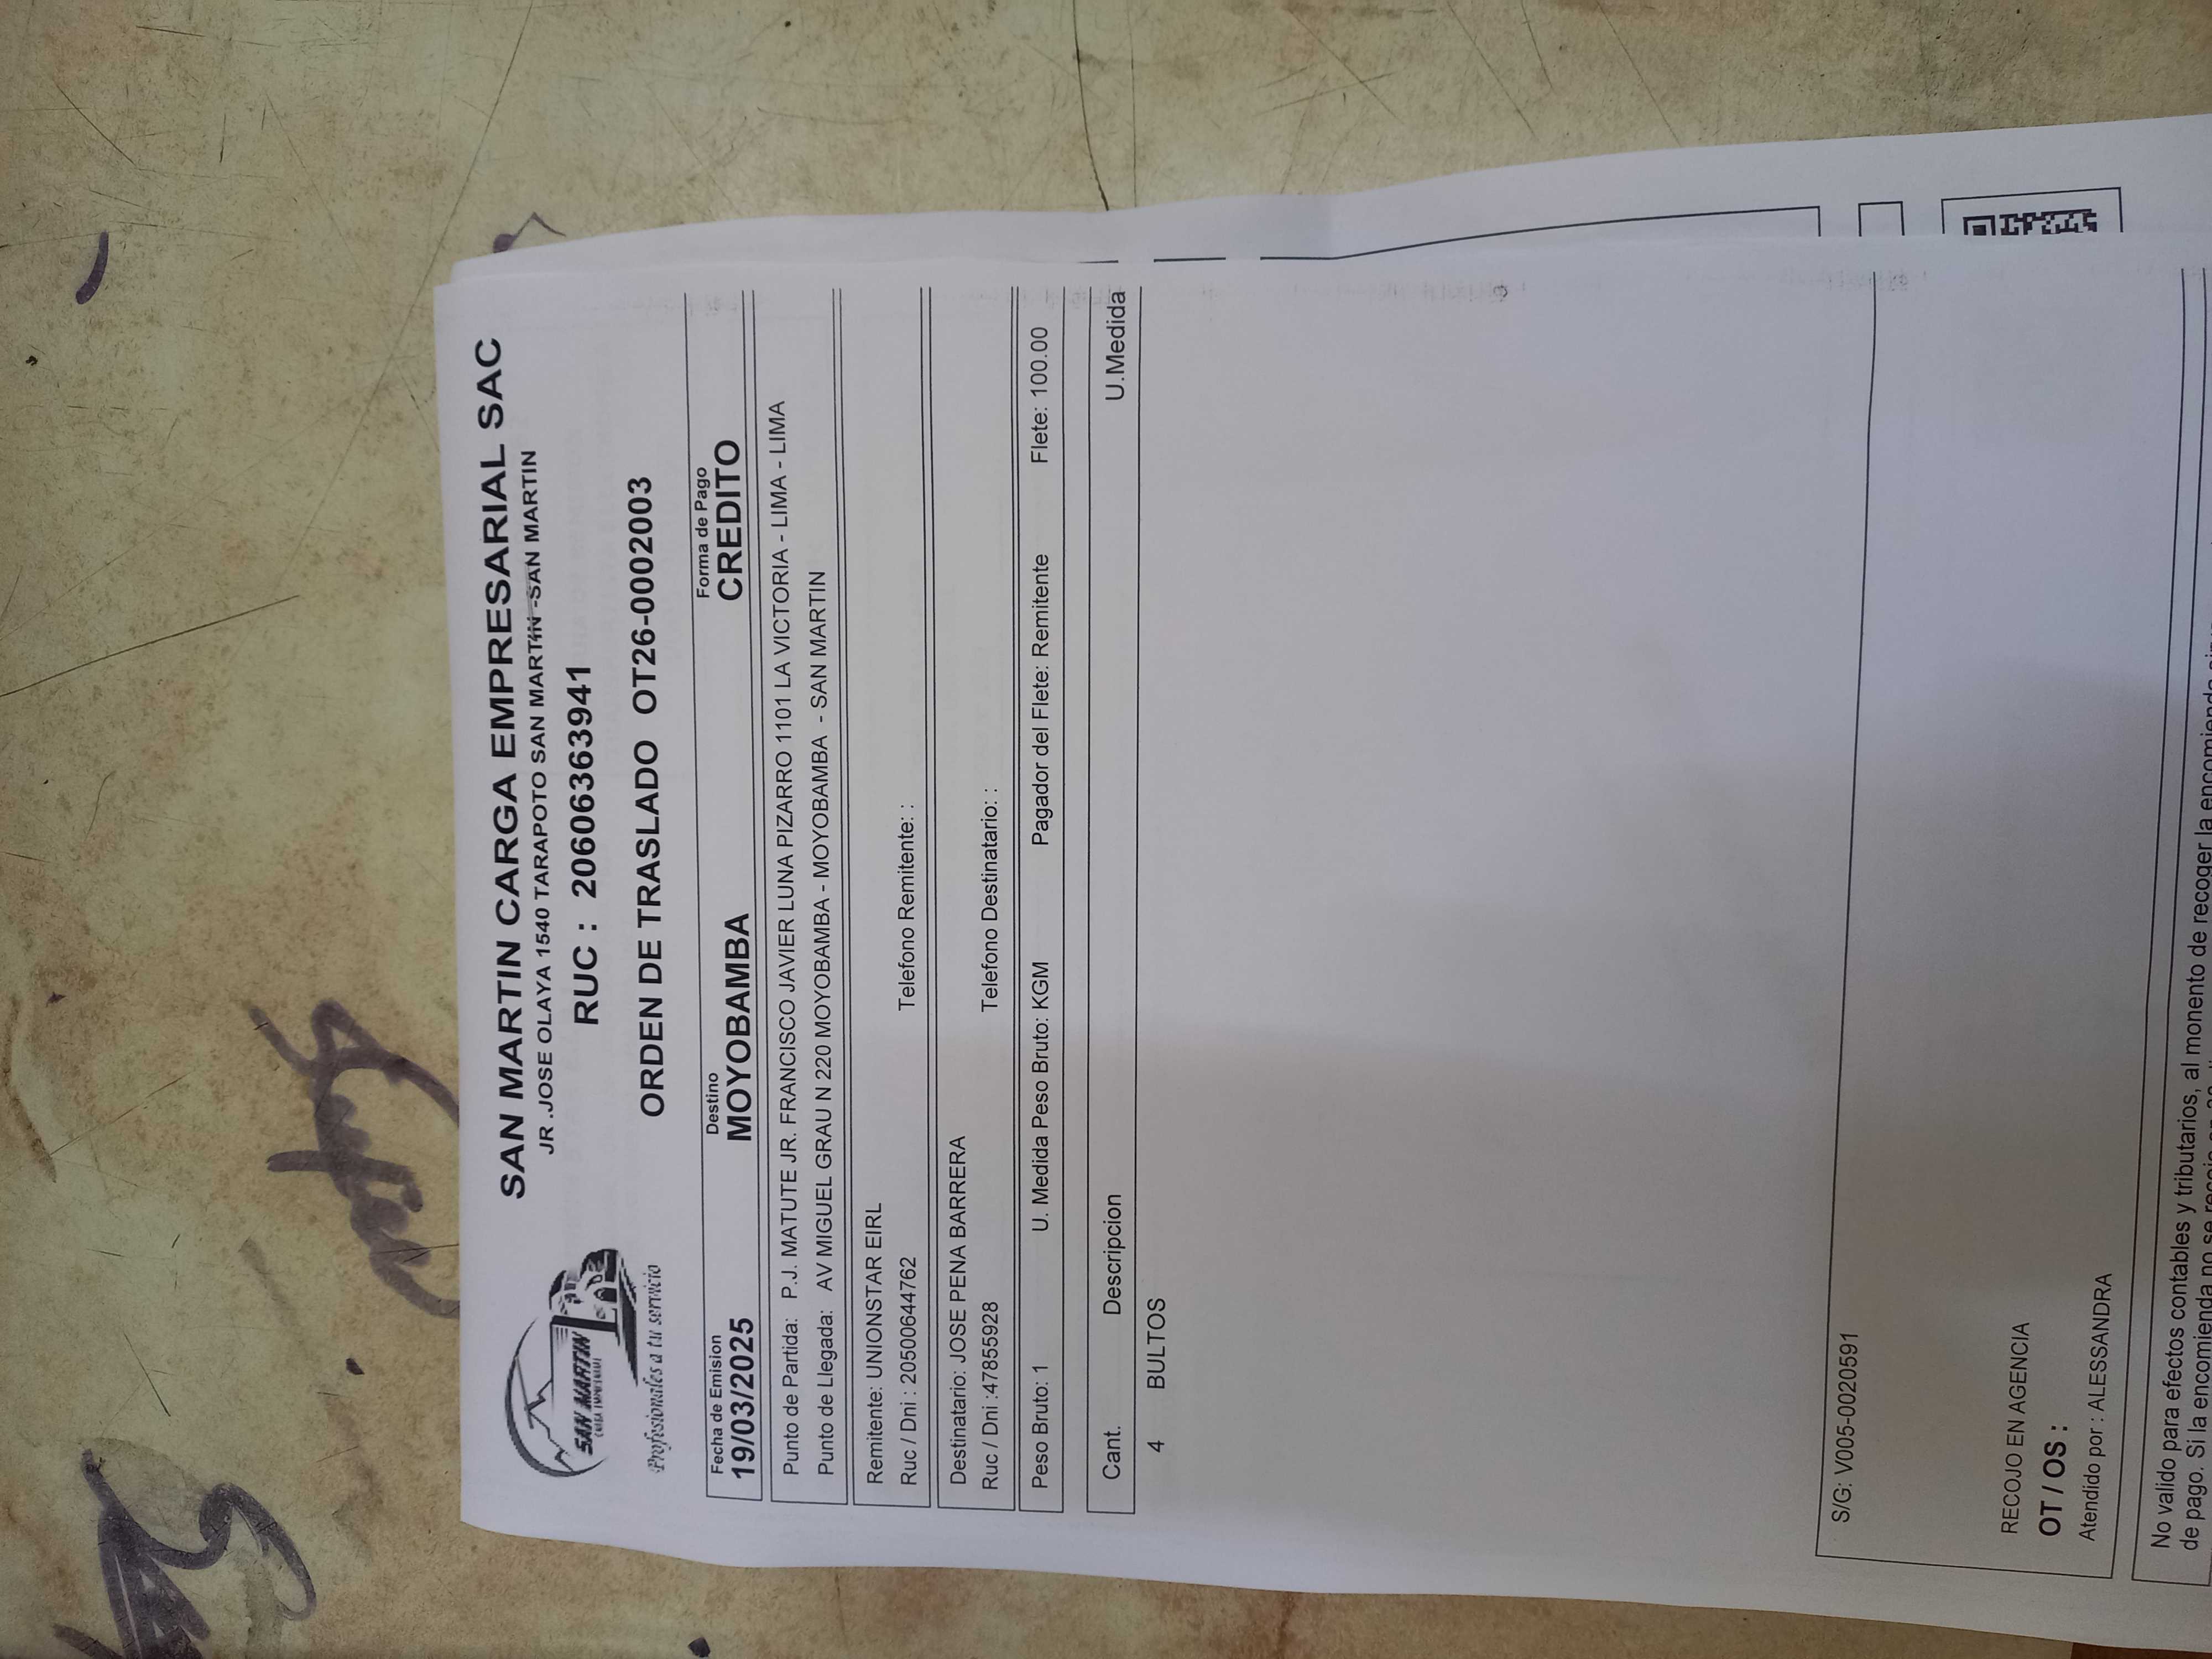 SAN MARTIN CARGA EMPRESARIAL SAC
JR .JOSE OLAYA 1540 TARAPOTO SAN MARTIN -SAN MARTIN
RUC : 20606363941
SAN MARTIN
CARGA EMPRESARIAL
Profesionales a tu servicio
ORDEN DE TRASLADO OT26-0002003
Fecha de Emision Destino Forma de Pago
19/03/2025 MOYOBAMBA CREDITO
Punto de Partida: P.J. MATUTE JR. FRANCISCO JAVIER LUNA PIZARRO 1101 LA VICTORIA - LIMA - LIMA
Punto de Llegada: AV MIGUEL GRAU N 220 MOYOBAMBA - MOYOBAMBA - SAN MARTIN
Remitente: UNIONSTAR EIRL
Ruc / Dni : 20500644762 Telefono Remitente: :
Destinatario: JOSE PENA BARRERA
Ruc / Dni :47855928 Telefono Destinatario: :
Peso Bruto: 1 U. Medida Peso Bruto: KGM Pagador del Flete: Remitente Flete: 100.00
Cant. Descripcion U.Medida
4 BULTOS
S/G: V005-0020591
RECOJO EN AGENCIA
OT / OS :
Atendido por : ALESSANDRA
No valido para efectos contables y tributarios, al monento de recoger la encomienda
de pago. Si la encomienda no se